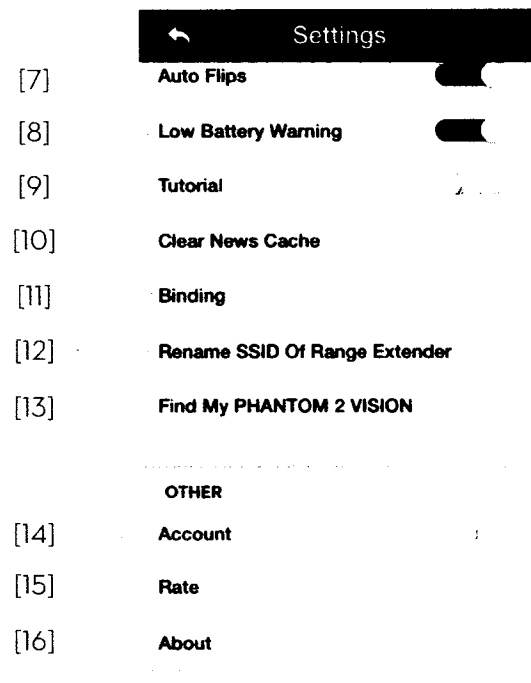 Settings
[7] Auto Flips
[8] Low Battery Warning
[9] Tutorial
[10] Clear News Cache
[11] Binding
[12] Rename SSID Of Range Extender
[13] Find My PHANTOM 2 VISION
OTHER
[14] Account
[15] Rate
[16] About